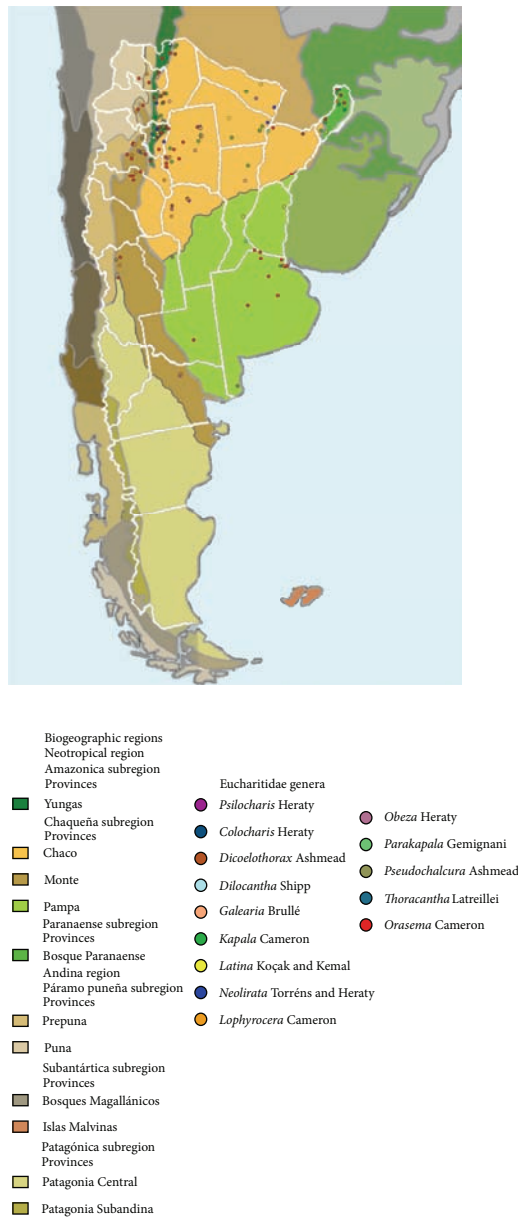 Biogeographic regions
Neotropical region
Amazonica subregion
Provinces
Yungas
Chaqueña subregion
Provinces
Chaco
Monte
Pampa
Paranaense subregion
Provinces
Bosque Paranaense
Andina region
Páramo puneña subregion
Provinces
Prepuna
Puna
Subantártica subregion
Provinces
Bosques Magallánicos
Islas Malvinas
Patagónica subregion
Provinces
Patagonia Central
Patagonia Subandina
Eucharitidae genera
Psilocharis Heraty
Colocharis Heraty
Dicoelothorax Ashmead
Dilocantha Shipp
Galearia Brullé
Kapala Cameron
Latina Koçak and Kemal
Neolirata Torréns and Heraty
Lophyrocera Cameron
Obeza Heraty
Parakapala Gemignani
Pseudochalcura Ashmead
Thoracantha Latreillei
Orasema Cameron